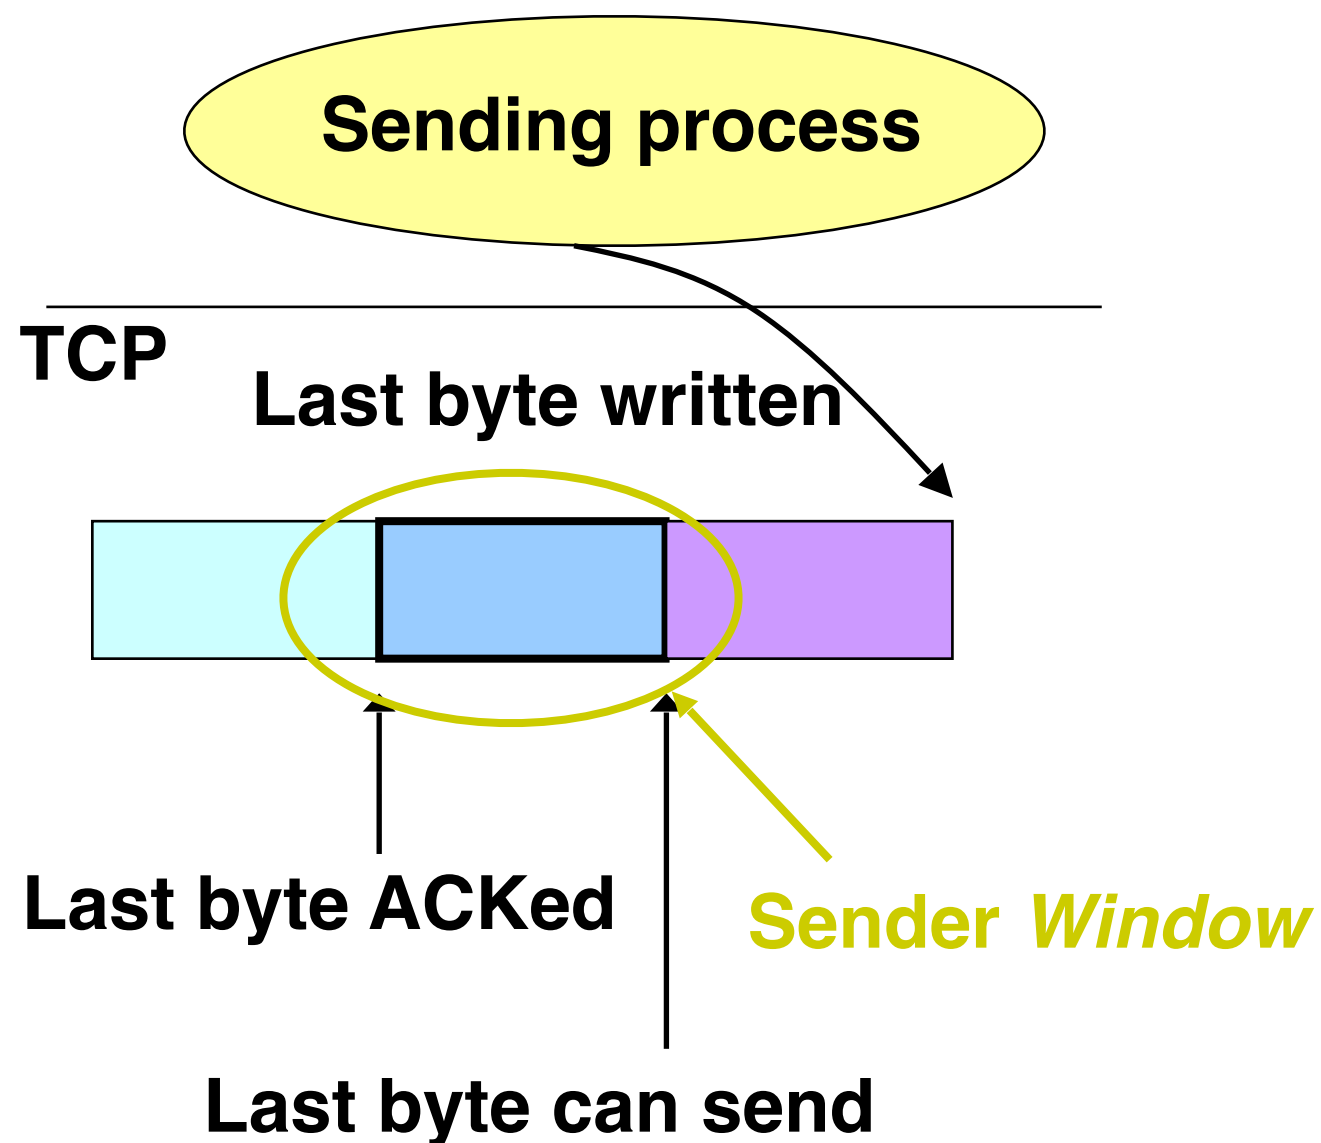 Sending process
TCP
Last byte written
Last byte ACKed
Sender Window
Last byte can send